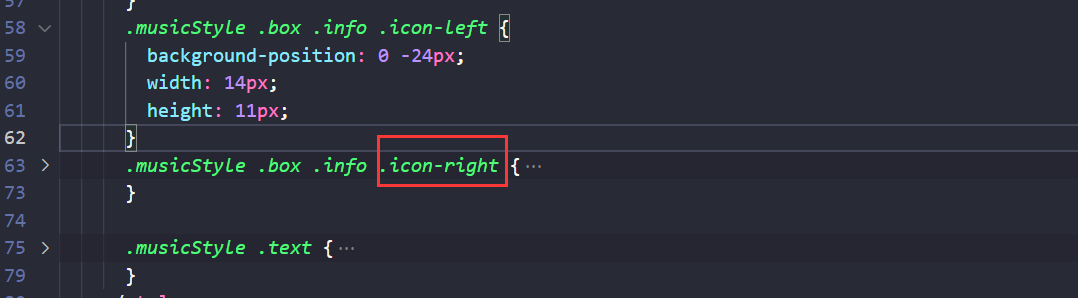 57 }
58 .musicStyle .box .info .icon-left {
59 background-position: 0 -24px;
60 width: 14px;
61 height: 11px;
62 }
63 .musicStyle .box .info .icon-right {···
73 }
74
75 .musicStyle .text {···
79 }